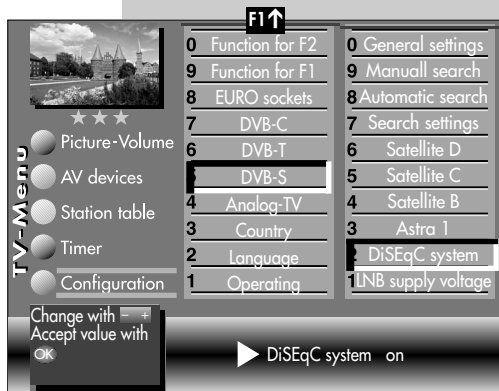 F1↑
TV-Menu
Picture-Volume
AV devices
Station table
Timer
Configuration
0 Function for F2
9 Function for F1
8 EURO sockets
7 DVB-C
6 DVB-T
DVB-S
4 Analog-TV
3 Country
2 Language
1 Operating
0 General settings
9 Manuall search
8 Automatic search
7 Search settings
6 Satellite D
5 Satellite C
4 Satellite B
3 Astra 1
DiSEqC system
1 LNB supply voltage
Change with - +
Accept value with
OK
DiSEqC system on